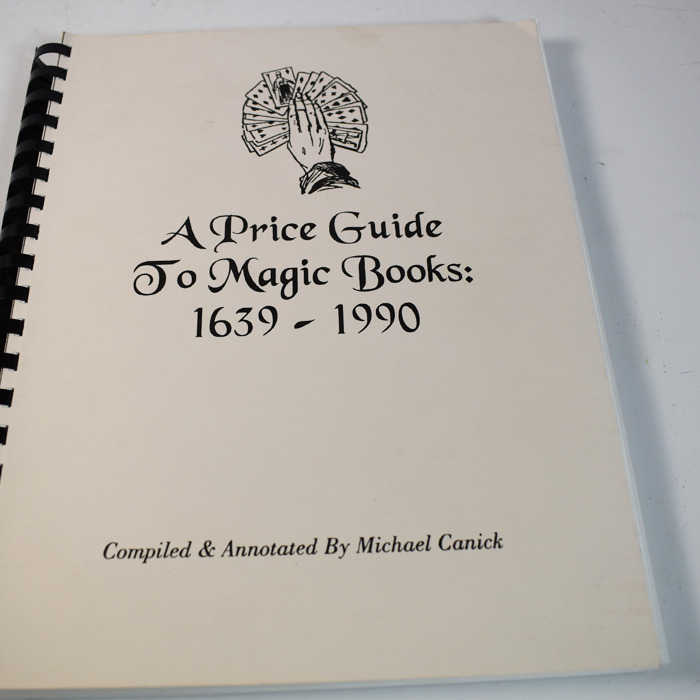 A Price Guide
To Magic Books:
1639 - 1990
Compiled & Annotated By Michael Canick